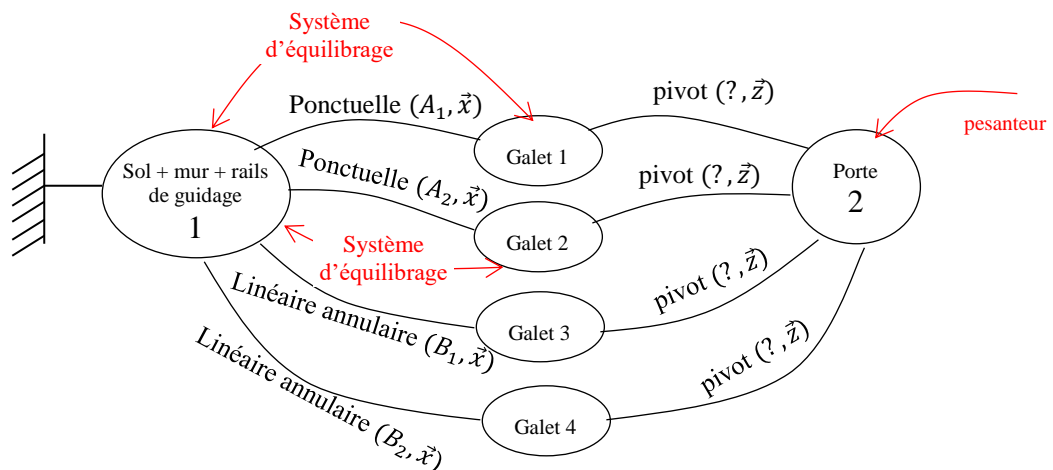 Système
d'équilibrage
Ponctuelle (A₁, x⃗)
pivot (?, z⃗)
pesanteur
Galet 1
Sol + mur + rails
de guidage
1
Ponctuelle (A₂, x⃗)
pivot (?, z⃗)
Porte
2
Galet 2
Système
d'équilibrage
Linéaire annulaire (B₁, x⃗)
pivot (?, z⃗)
Galet 3
Linéaire annulaire (B₂, x⃗)
pivot (?, z⃗)
Galet 4